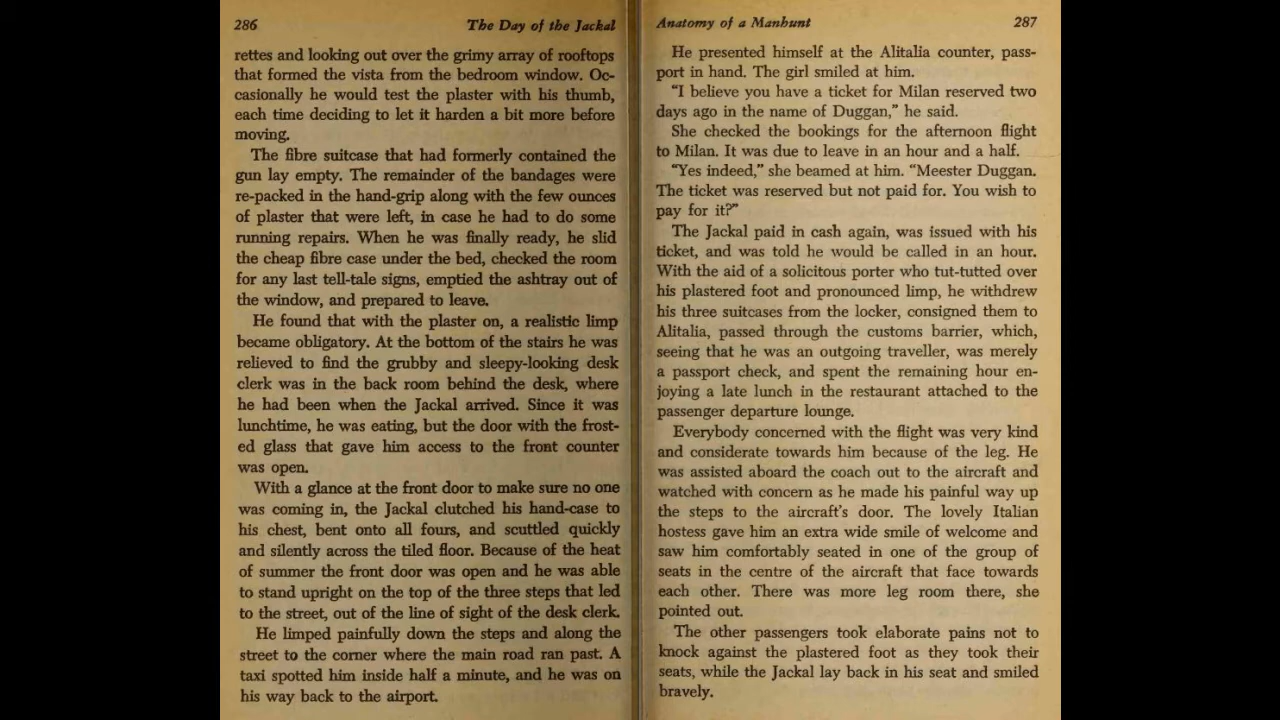 286 The Day of the Jackal
rettes and looking out over the grimy array of rooftops
that formed the vista from the bedroom window. Oc-
casionally he would test the plaster with his thumb,
each time deciding to let it harden a bit more before
moving.
The fibre suitcase that had formerly contained the
gun lay empty. The remainder of the bandages were
re-packed in the hand-grip along with the few ounces
of plaster that were left, in case he had to do some
running repairs. When he was finally ready, he slid
the cheap fibre case under the bed, checked the room
for any last tell-tale signs, emptied the ashtray out of
the window, and prepared to leave.
He found that with the plaster on, a realistic limp
became obligatory. At the bottom of the stairs he was
relieved to find the grubby and sleepy-looking desk
clerk was in the back room behind the desk, where
he had been when the Jackal arrived. Since it was
lunchtime, he was eating, but the door with the frost-
ed glass that gave him access to the front counter
was open.
With a glance at the front door to make sure no one
was coming in, the Jackal clutched his hand-case to
his chest, bent onto all fours, and scuttled quickly
and silently across the tiled floor. Because of the heat
of summer the front door was open and he was able
to stand upright on the top of the three steps that led
to the street, out of the line of sight of the desk clerk.
He limped painfully down the steps and along the
street to the corner where the main road ran past. A
taxi spotted him inside half a minute, and he was on
his way back to the airport.
Anatomy of a Manhunt 287
He presented himself at the Alitalia counter, pass-
port in hand. The girl smiled at him.
"I believe you have a ticket for Milan reserved two
days ago in the name of Duggan," he said.
She checked the bookings for the afternoon flight
to Milan. It was due to leave in an hour and a half.
"Yes indeed," she beamed at him. "Meester Duggan.
The ticket was reserved but not paid for. You wish to
pay for it?"
The Jackal paid in cash again, was issued with his
ticket, and was told he would be called in an hour.
With the aid of a solicitous porter who tut-tutted over
his plastered foot and pronounced limp, he withdrew
his three suitcases from the locker, consigned them to
Alitalia, passed through the customs barrier, which,
seeing that he was an outgoing traveller, was merely
a passport check, and spent the remaining hour en-
joying a late lunch in the restaurant attached to the
passenger departure lounge.
Everybody concerned with the flight was very kind
and considerate towards him because of the leg. He
was assisted aboard the coach out to the aircraft and
watched with concern as he made his painful way up
the steps to the aircraft's door. The lovely Italian
hostess gave him an extra wide smile of welcome and
saw him comfortably seated in one of the group of
seats in the centre of the aircraft that face towards
each other. There was more leg room there, she
pointed out.
The other passengers took elaborate pains not to
knock against the plastered foot as they took their
seats, while the Jackal lay back in his seat and smiled
bravely.